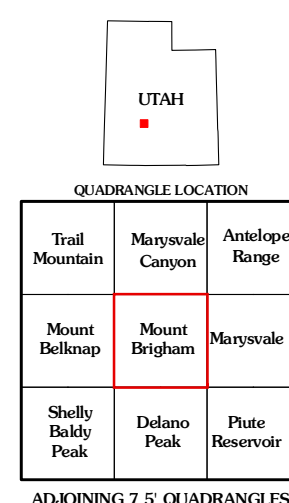 UTAH
QUADRANGLE LOCATION
Trail
Mountain
Marysvale
Canyon
Antelope
Range
Mount
Belknap
Mount
Brigham
Marysvale
Shelly
Baldy
Peak
Delano
Peak
Piute
Reservoir
ADJOINING 7.5' QUADRANGLES